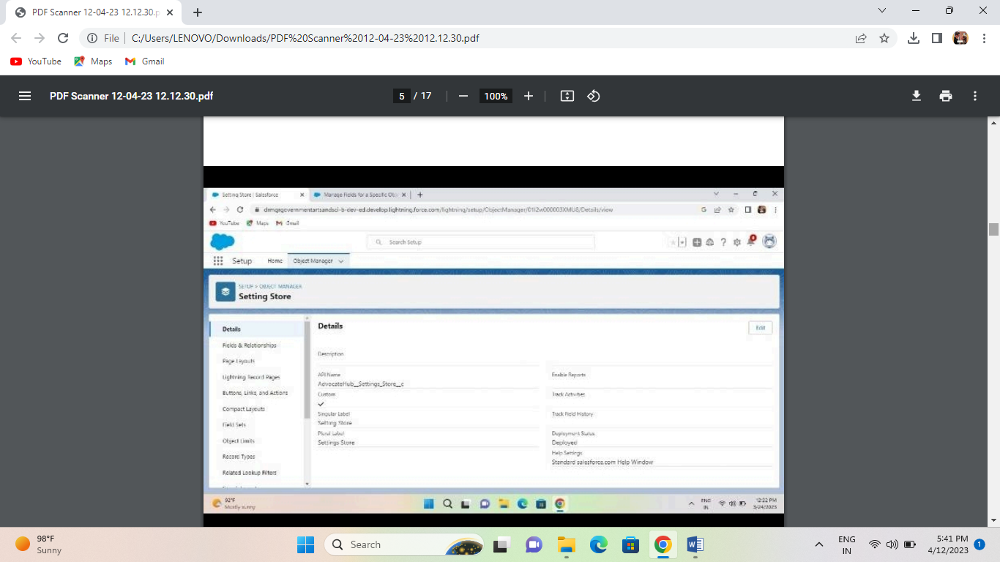 PDF Scanner 12-04-23 12.12.30.p
File C:/Users/LENOVO/Downloads/PDF%20Scanner%2012-04-23%2012.12.30.pdf
YouTube Maps Gmail
PDF Scanner 12-04-23 12.12.30.pdf 5 / 17 100%
Setting Store | Salesforce Manage Fields for a Specific Obj
drmgrgovernmentartsandsci-b-dev-ed.develop.lightning.force.com/lightning/setup/ObjectManager/01I2w000003XMU8/Details/view
YouTube Maps Gmail
Search Setup
Setup Home Object Manager
SETUP > OBJECT MANAGER
Setting Store
Details
Fields & Relationships
Page Layouts
Lightning Record Pages
Buttons, Links, and Actions
Compact Layouts
Field Sets
Object Limits
Record Types
Related Lookup Filters
Details Edit
Description
API Name
AdvocateHub__Settings_Store__c
Custom
Singular Label
Setting Store
Plural Label
Settings Store
Enable Reports
Track Activities
Track Field History
Deployment Status
Deployed
Help Settings
Standard salesforce.com Help Window
92°F
Mostly sunny
ENG
IN
12:22 PM
3/24/2023
98°F
Sunny
Search
ENG
IN
5:41 PM
4/12/2023
1